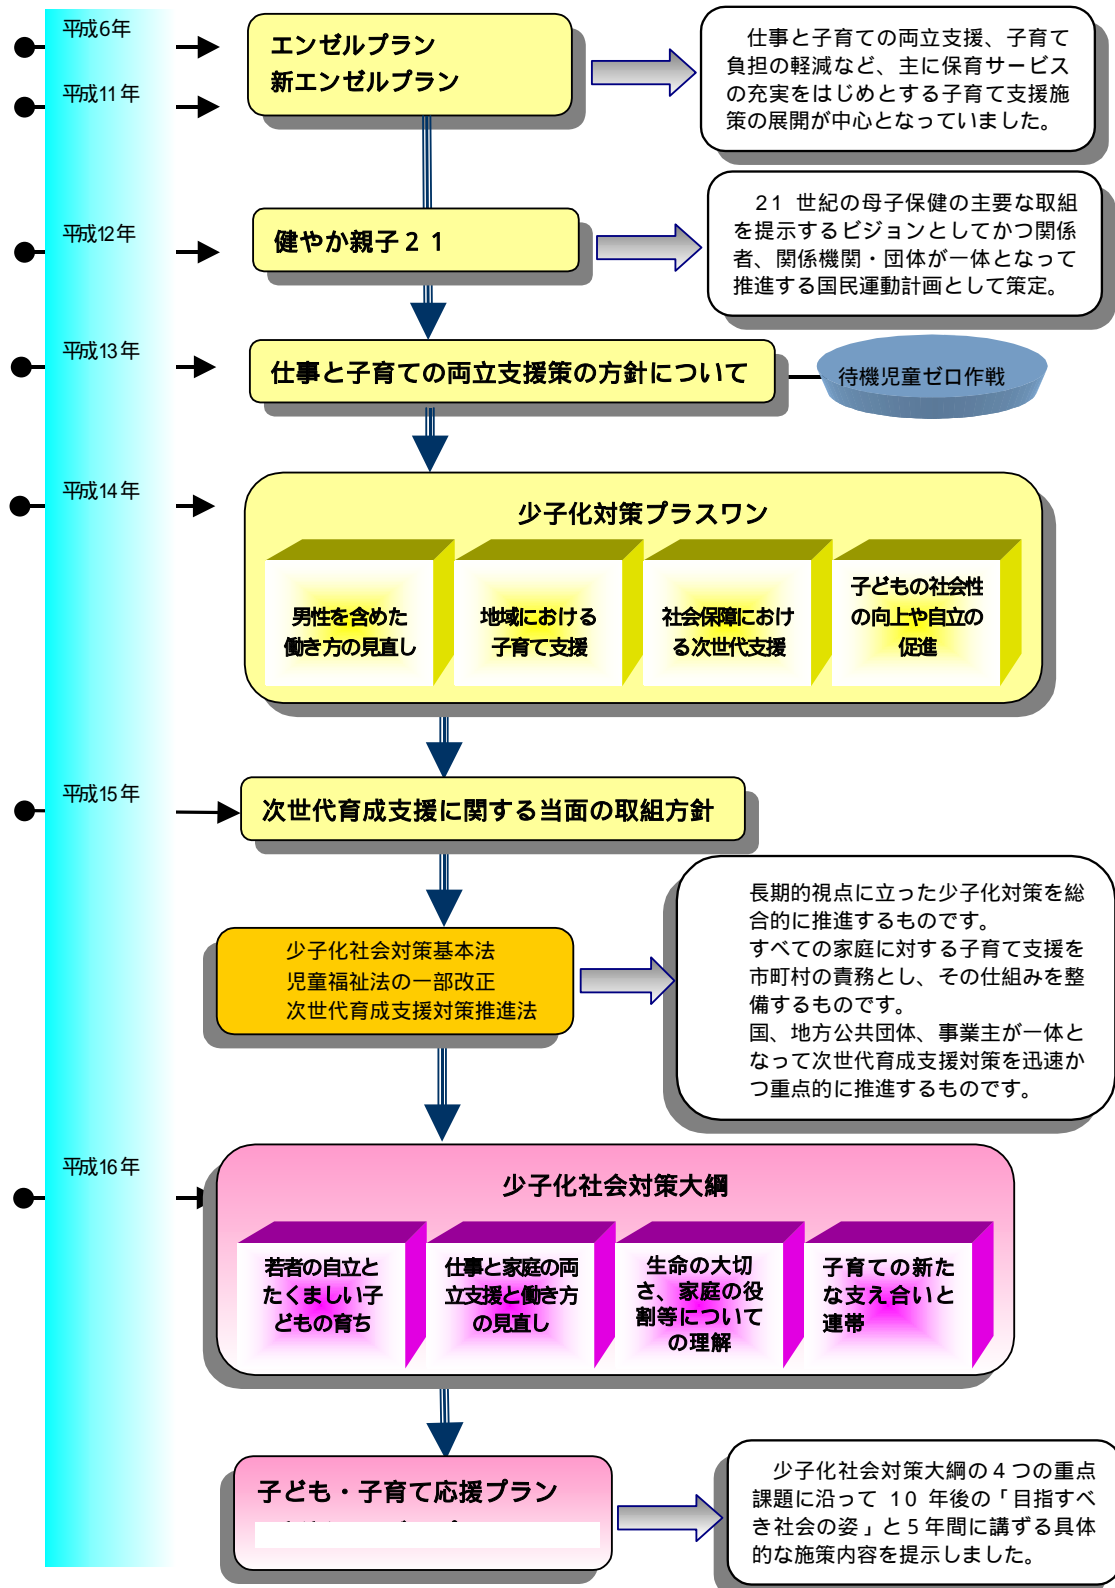 平成6年
エンゼルプラン
新エンゼルプラン
平成11年
仕事と子育ての両立支援、子育て
負担の軽減など、主に保育サービス
の充実をはじめとする子育て支援施
策の展開が中心となっていました。
平成12年
健やか親子２１
21 世紀の母子保健の主要な取組
を提示するビジョンとしてかつ関係
者、関係機関・団体が一体となって
推進する国民運動計画として策定。
平成13年
仕事と子育ての両立支援策の方針について
待機児童ゼロ作戦
平成14年
少子化対策プラスワン
男性を含めた
働き方の見直し
地域における
子育て支援
社会保障におけ
る次世代支援
子どもの社会性
の向上や自立の
促進
平成15年
次世代育成支援に関する当面の取組方針
少子化社会対策基本法
児童福祉法の一部改正
次世代育成支援対策推進法
長期的視点に立った少子化対策を総
合的に推進するものです。
すべての家庭に対する子育て支援を
市町村の責務とし、その仕組みを整
備するものです。
国、地方公共団体、事業主が一体と
なって次世代育成支援対策を迅速か
つ重点的に推進するものです。
平成16年
少子化社会対策大綱
若者の自立と
たくましい子
どもの育ち
仕事と家庭の両
立支援と働き方
の見直し
生命の大切
さ、家庭の役
割等について
の理解
子育ての新た
な支え合いと
連帯
子ども・子育て応援プラン
少子化社会対策大綱の４つの重点
課題に沿って 10 年後の「目指すべ
き社会の姿」と５年間に講ずる具体
的な施策内容を提示しました。